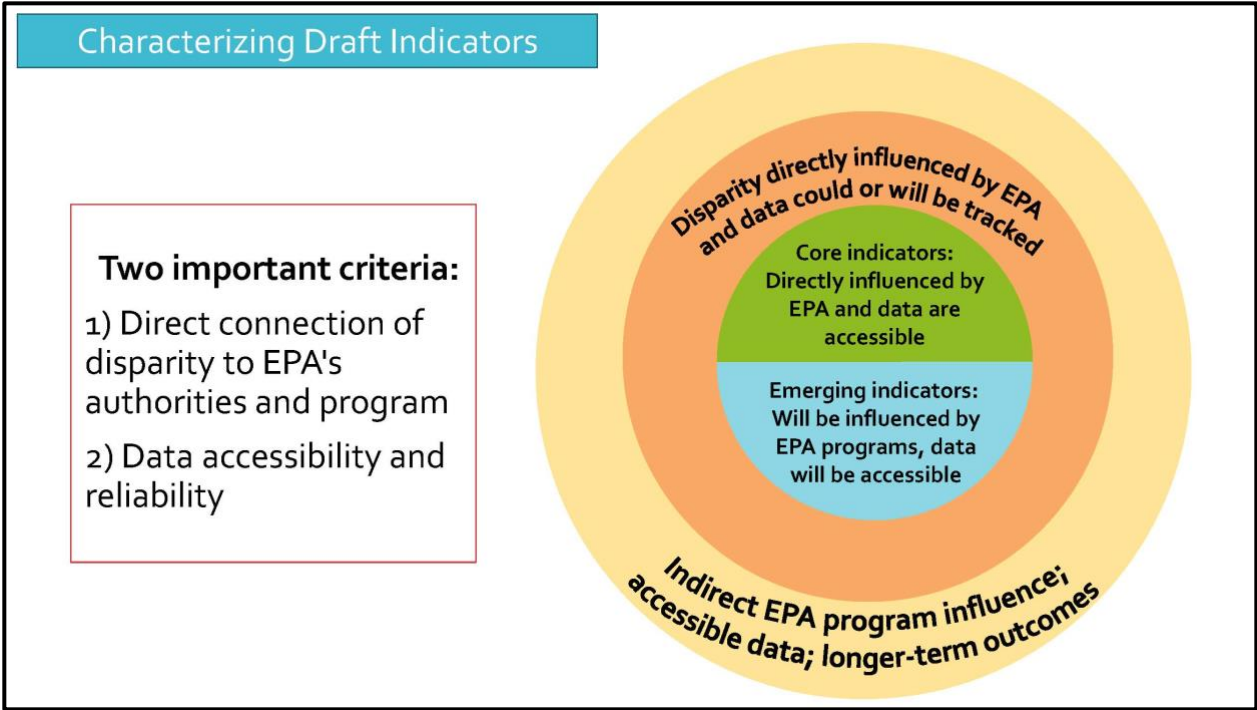 Characterizing Draft Indicators
Two important criteria:
1) Direct connection of
disparity to EPA's
authorities and program
2) Data accessibility and
reliability
Disparity directly influenced by EPA
and data could or will be tracked
Core indicators:
Directly influenced by
EPA and data are
accessible
Emerging indicators:
Will be influenced by
EPA programs, data
will be accessible
Indirect EPA program influence;
accessible data; longer-term outcomes